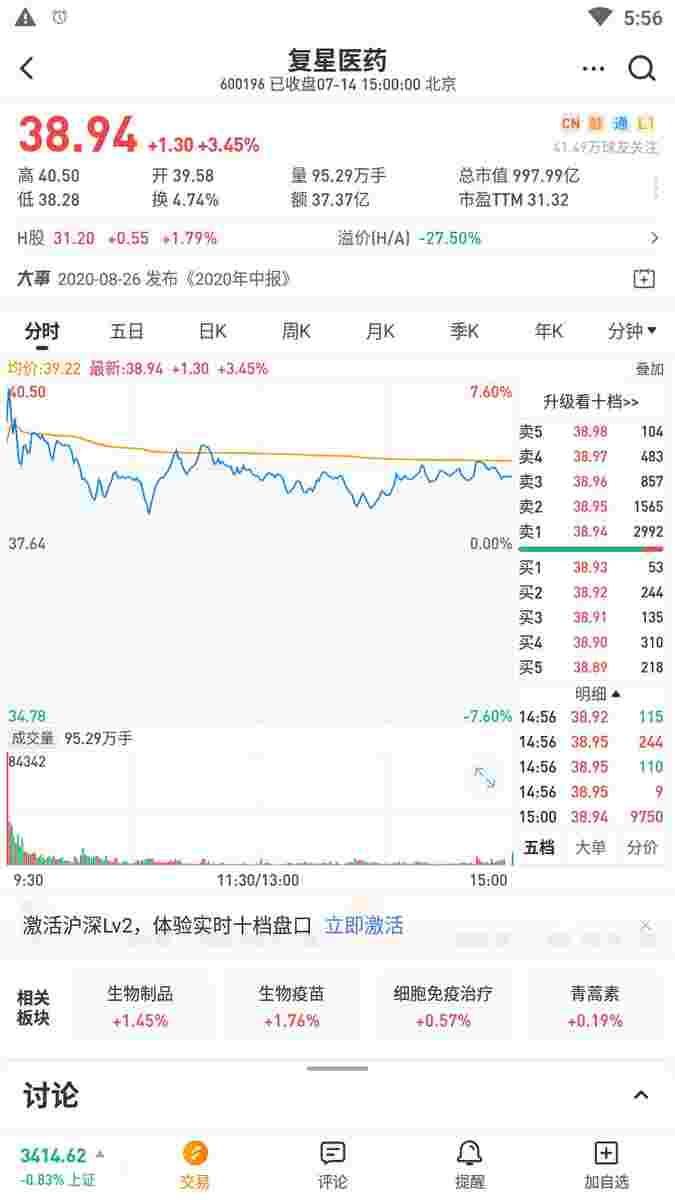 5:56
复星医药
600196 已收盘07-14 15:00:00 北京
38.94 +1.30 +3.45%
CN 融 通 L1
41.49万球友关注
高 40.50 开 39.58 量 95.29万手 总市值 997.99亿
低 38.28 换 4.74% 额 37.37亿 市盈TTM 31.32
H股 31.20 +0.55 +1.79% 溢价(H/A) -27.50%
大事 2020-08-26 发布《2020年中报》
分时 五日 日K 周K 月K 季K 年K 分钟
均价:39.22 最新:38.94 +1.30 +3.45% 叠加
40.50 7.60%
37.64 0.00%
34.78 -7.60%
升级看十档>>
卖5 38.98 104
卖4 38.97 483
卖3 38.96 857
卖2 38.95 1565
卖1 38.94 2992
买1 38.93 53
买2 38.92 244
买3 38.91 135
买4 38.90 310
买5 38.89 218
明细
14:56 38.92 115
14:56 38.95 244
14:56 38.95 110
14:56 38.95 9
15:00 38.94 9750
五档 大单 分价
成交量 95.29万手
84342
9:30 11:30/13:00 15:00
激活沪深Lv2，体验实时十档盘口 立即激活
相关板块
生物制品 生物疫苗 细胞免疫治疗 青蒿素
+1.45% +1.76% +0.57% +0.19%
讨论
3414.62
-0.83% 上证
交易 评论 提醒 加自选